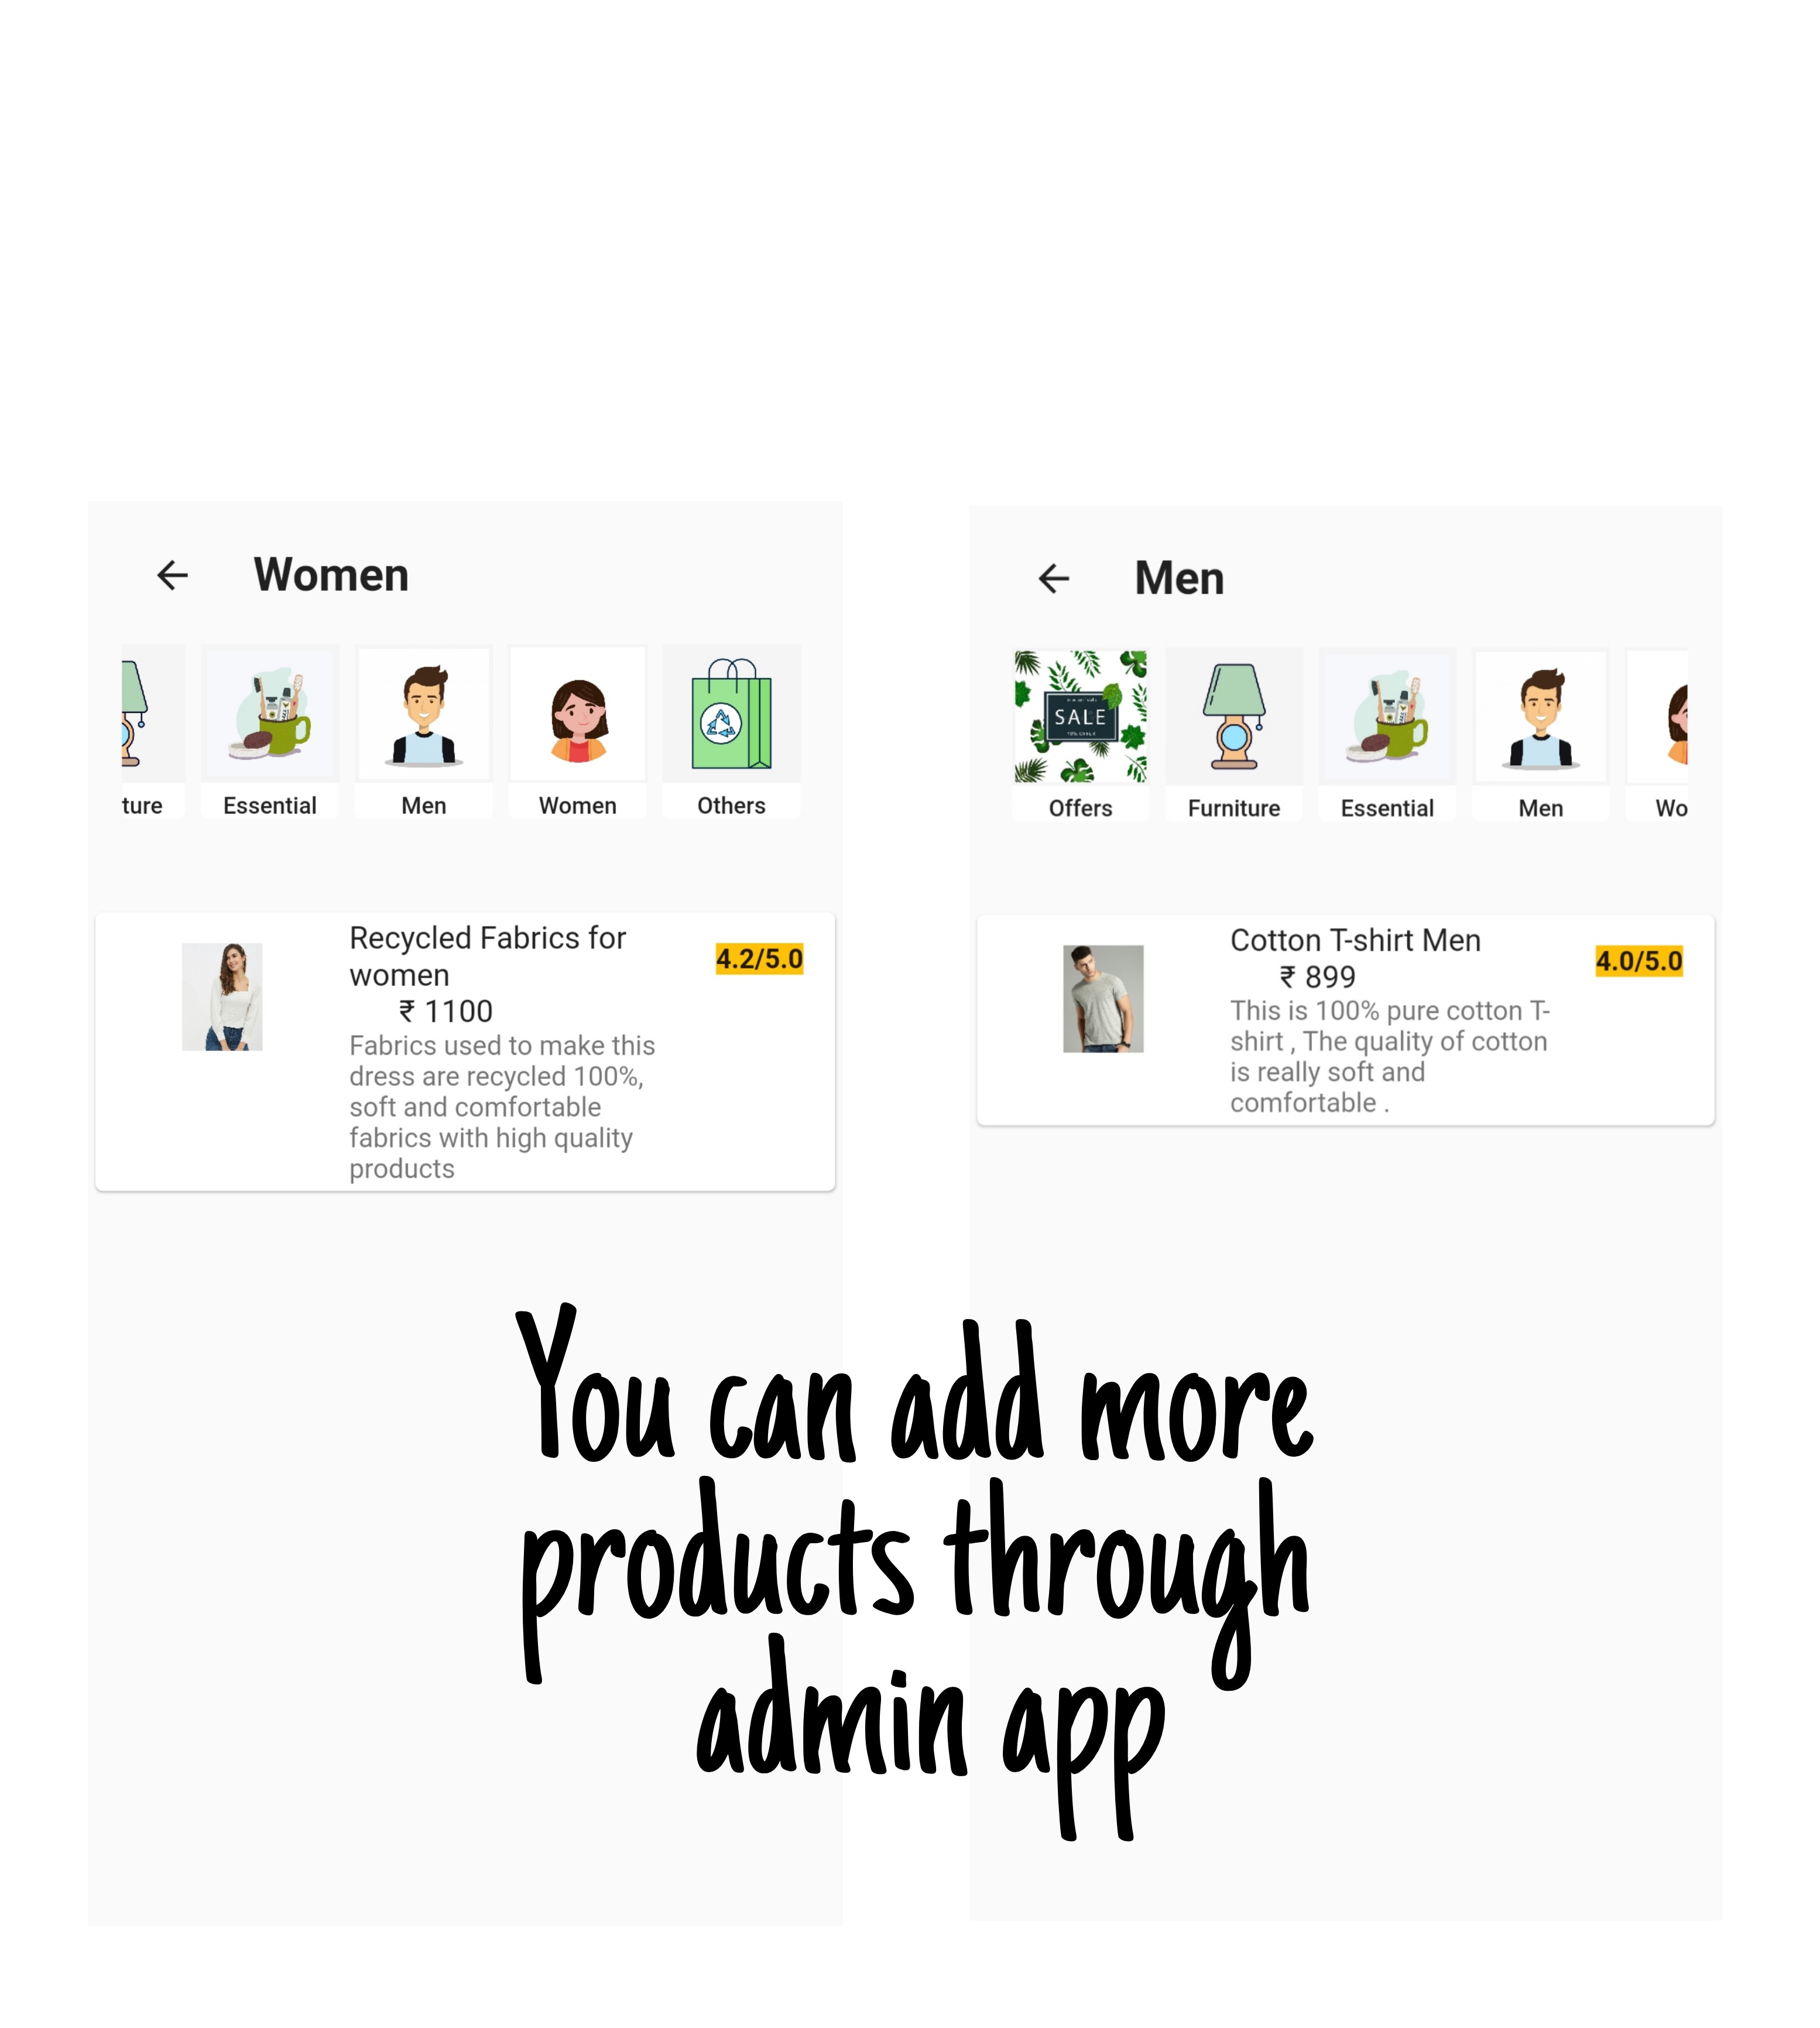 Women
ture
Essential
Men
Women
Others
Recycled Fabrics for
women
₹ 1100
4.2/5.0
Fabrics used to make this
dress are recycled 100%,
soft and comfortable
fabrics with high quality
products
Men
SALE
Offers
Furniture
Essential
Men
Wo
Cotton T-shirt Men
₹ 899
4.0/5.0
This is 100% pure cotton T-
shirt , The quality of cotton
is really soft and
comfortable .
You can add more
products through
admin app